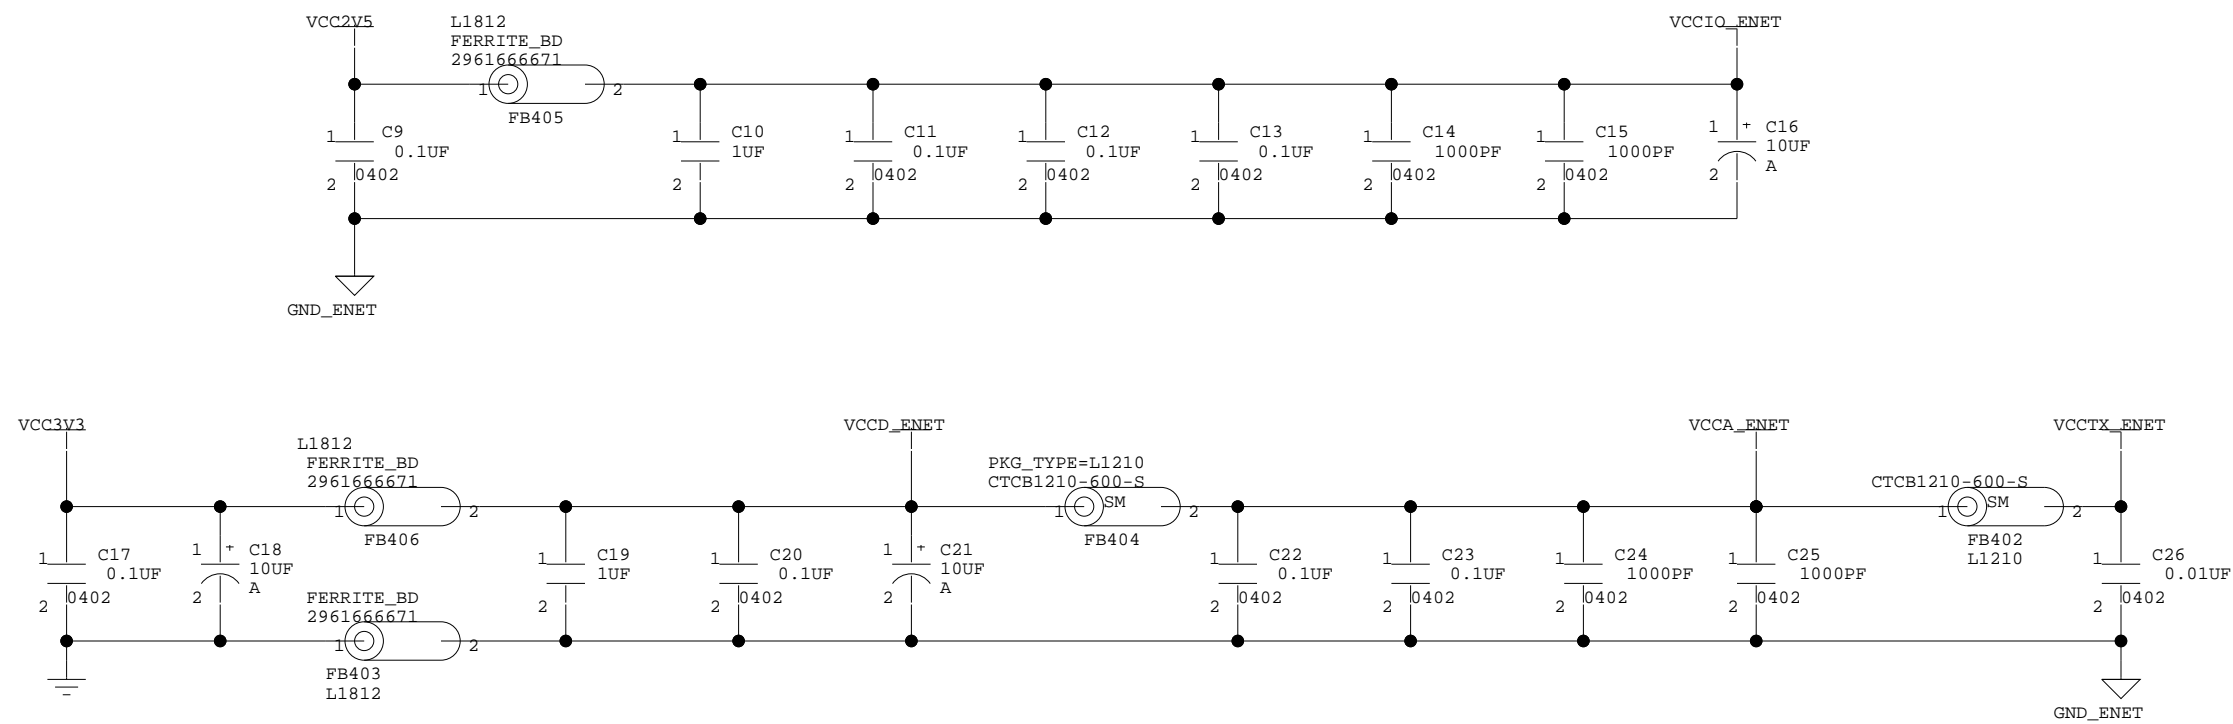 VCC2V5
L1812
FERRITE_BD
2961666671
1
2
FB405
VCCIO_ENET
1
C9
0.1UF
2
0402
1
C10
1UF
2
1
C11
0.1UF
2
0402
1
C12
0.1UF
2
0402
1
C13
0.1UF
2
0402
1
C14
1000PF
2
0402
1
C15
1000PF
2
0402
1
+
C16
10UF
A
2
GND_ENET
VCC3V3
L1812
FERRITE_BD
2961666671
1
2
FB406
VCCD_ENET
PKG_TYPE=L1210
CTCB1210-600-S
1
SM
2
FB404
VCCA_ENET
CTCB1210-600-S
1
SM
2
FB402
L1210
VCCTX_ENET
1
C17
0.1UF
2
0402
1
+
C18
10UF
A
2
FERRITE_BD
2961666671
1
2
FB403
L1812
1
C19
1UF
2
1
C20
0.1UF
2
0402
1
+
C21
10UF
A
2
1
C22
0.1UF
2
0402
1
C23
0.1UF
2
0402
1
C24
1000PF
2
0402
1
C25
1000PF
2
0402
1
C26
0.01UF
2
0402
GND_ENET